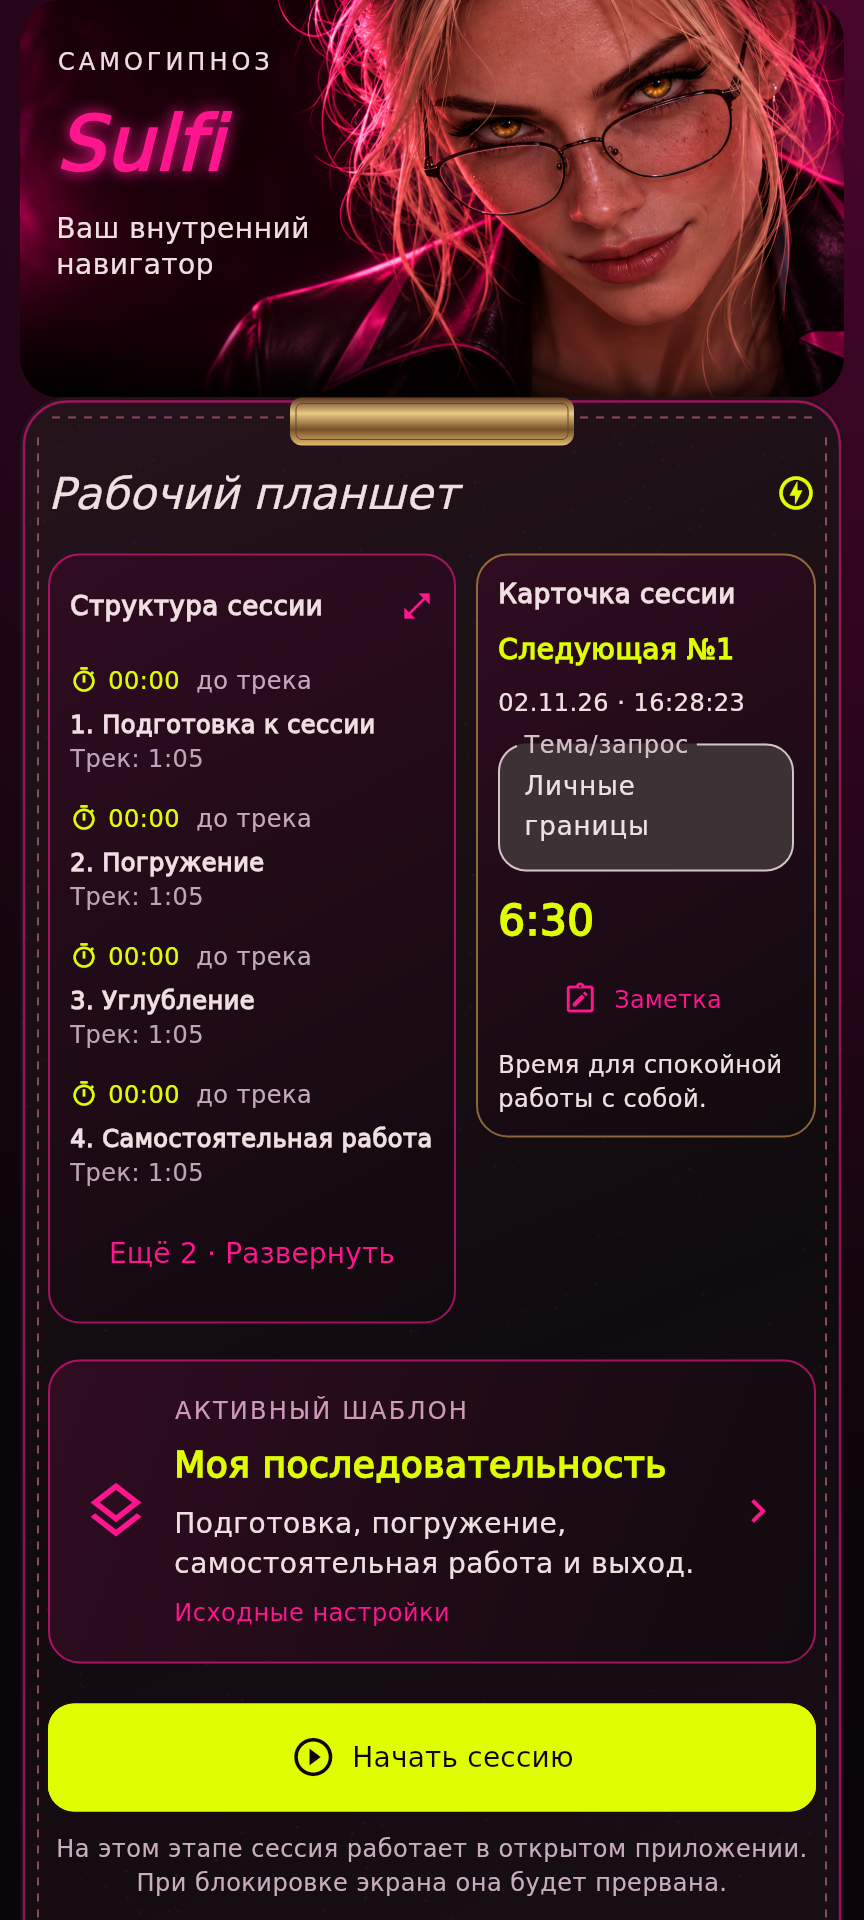 САМОГИПНОЗ
Sulfi
Ваш внутренний
навигатор
Рабочий планшет
Структура сессии
00:00 до трека
1. Подготовка к сессии
Трек: 1:05
00:00 до трека
2. Погружение
Трек: 1:05
00:00 до трека
3. Углубление
Трек: 1:05
00:00 до трека
4. Самостоятельная работа
Трек: 1:05
Ещё 2 · Развернуть
Карточка сессии
Следующая №1
02.11.26 · 16:28:23
Тема/запрос
Личные
границы
6:30
Заметка
Время для спокойной
работы с собой.
АКТИВНЫЙ ШАБЛОН
Моя последовательность
Подготовка, погружение,
самостоятельная работа и выход.
Исходные настройки
Начать сессию
На этом этапе сессия работает в открытом приложении.
При блокировке экрана она будет прервана.